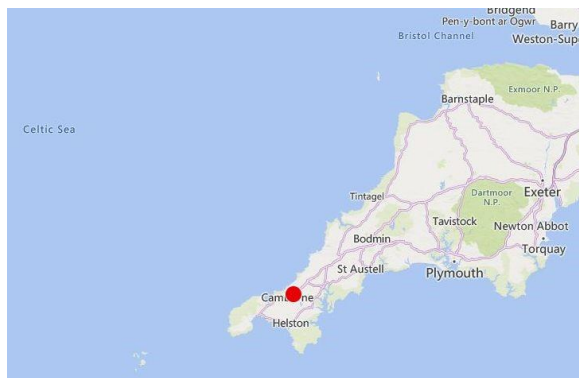 Bridgend
Pen-y-bont ar Ogwr
Barry
Bristol Channel
Weston-Sup
Exmoor N.P.
Barnstaple
Celtic Sea
Tintagel
Dartmoor
N.P.
Exeter
Tavistock
Newton Abbot
Bodmin
Torquay
St Austell
Plymouth
Helston